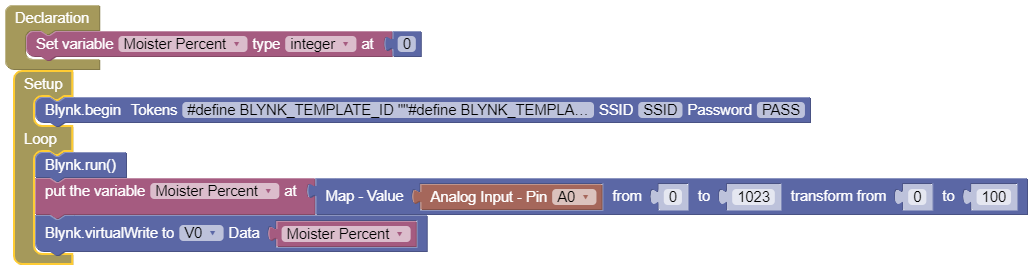 Declaration
Set variable Moister Percent type integer at 0
Setup
Blynk.begin Tokens #define BLYNK_TEMPLATE_ID ""#define BLYNK_TEMPLA... SSID SSID Password PASS
Loop
Blynk.run()
put the variable Moister Percent at Map - Value Analog Input - Pin A0 from 0 to 1023 transform from 0 to 100
Blynk.virtualWrite to V0 Data Moister Percent